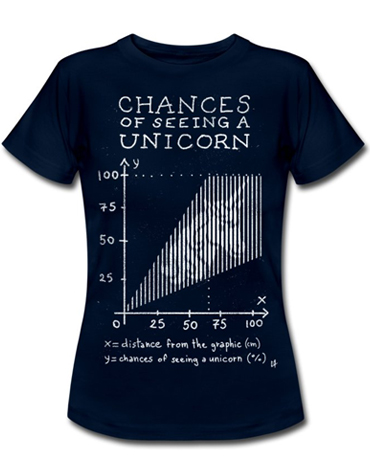 CHANCES
OF SEEING A
UNICORN
y
100
75
50
25
0 25 50 75 100
x
x= distance from the graphic (cm)
y= chances of seeing a unicorn (%)